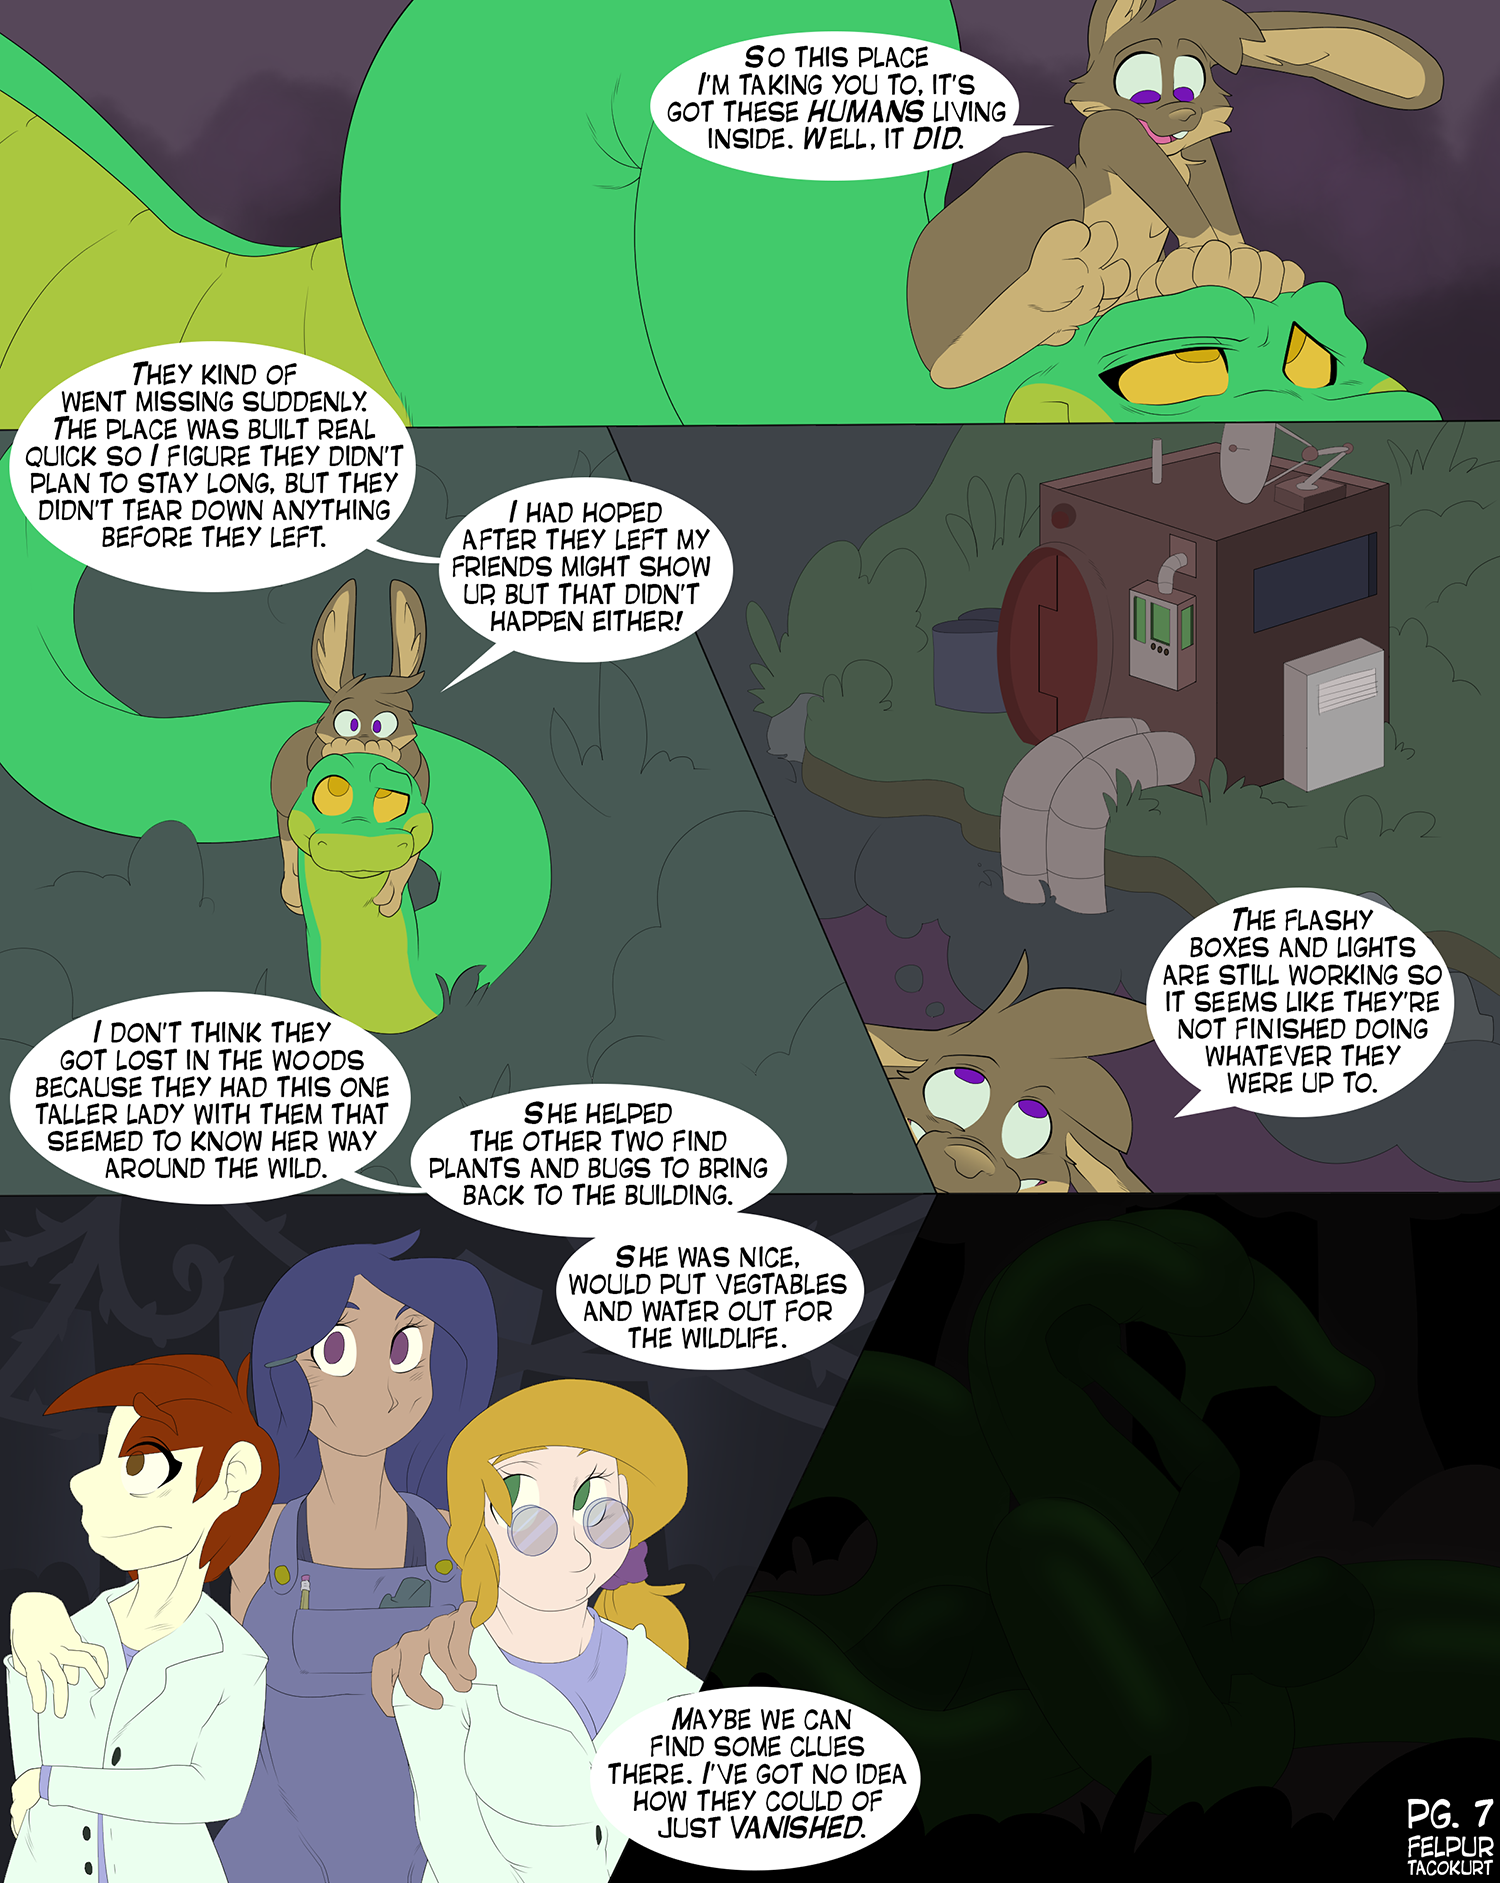 So this place
I'm taking you to, it's
got these humans living
inside. Well, it did.
They kind of
went missing suddenly.
The place was built real
quick so I figure they didn't
plan to stay long, but they
didn't tear down anything
before they left.
I had hoped
after they left my
friends might show
up, but that didn't
happen either!
The flashy
boxes and lights
are still working so
it seems like they're
not finished doing
whatever they
were up to.
I don't think they
got lost in the woods
because they had this one
taller lady with them that
seemed to know her way
around the wild.
She helped
the other two find
plants and bugs to bring
back to the building.
She was nice,
would put vegtables
and water out for
the wildlife.
Maybe we can
find some clues
there. I've got no idea
how they could of
just vanished.
Pg. 7
Felpur
Tacokurt